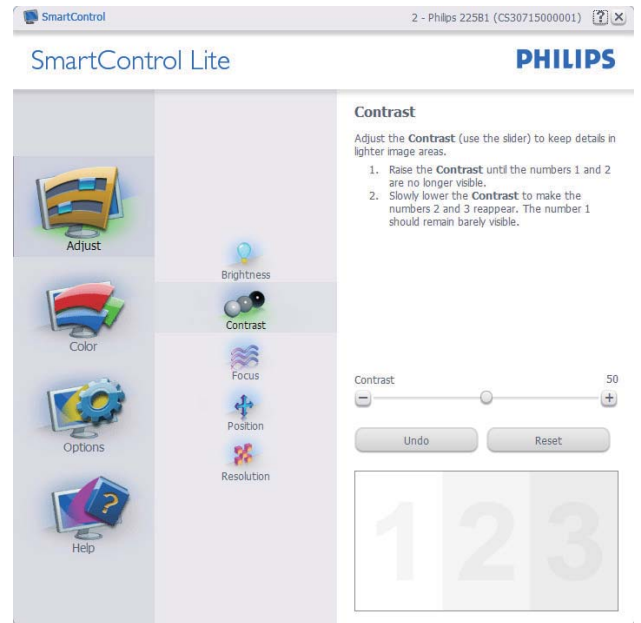 SmartControl
2 - Philips 225B1 (CS30715000001)
SmartControl Lite
PHILIPS
Adjust
Color
Options
Help
Brightness
Contrast
Focus
Position
Resolution
Contrast
Adjust the Contrast (use the slider) to keep details in
lighter image areas.
1. Raise the Contrast until the numbers 1 and 2
are no longer visible.
2. Slowly lower the Contrast to make the
numbers 2 and 3 reappear. The number 1
should remain barely visible.
Contrast 50
Undo Reset
1 2 3